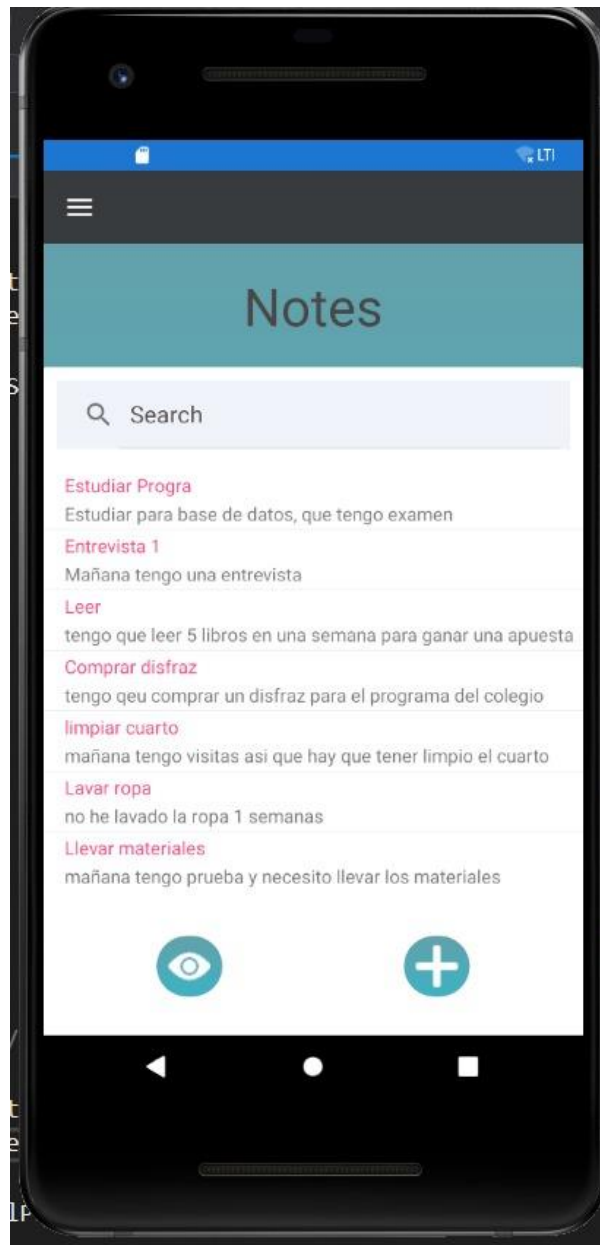 LTI
Notes
Search
Estudiar Progra
Estudiar para base de datos, que tengo examen
Entrevista 1
Mañana tengo una entrevista
Leer
tengo que leer 5 libros en una semana para ganar una apuesta
Comprar disfraz
tengo qeu comprar un disfraz para el programa del colegio
limpiar cuarto
mañana tengo visitas asi que hay que tener limpio el cuarto
Lavar ropa
no he lavado la ropa 1 semanas
Llevar materiales
mañana tengo prueba y necesito llevar los materiales